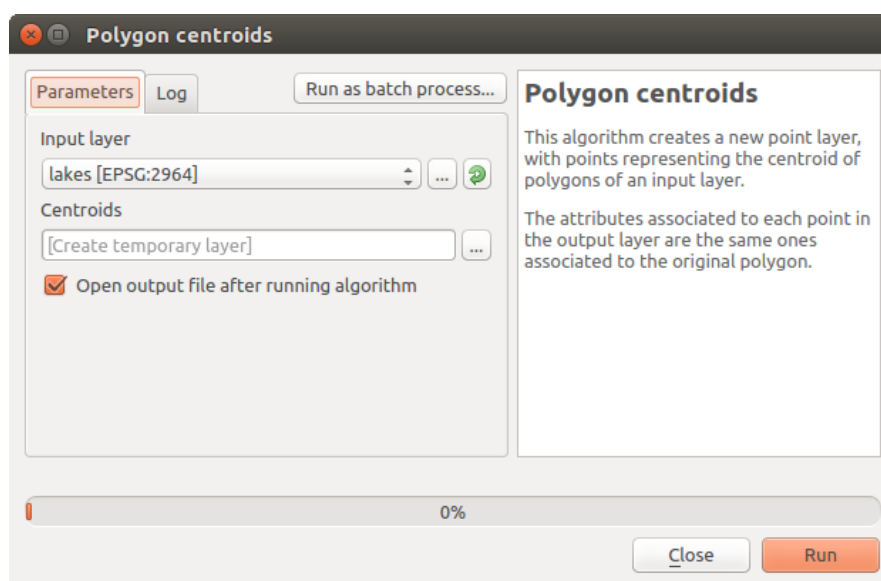 Polygon centroids
Parameters
Log
Run as batch process...
Input layer
lakes [EPSG:2964]
...
Centroids
[Create temporary layer]
...
Open output file after running algorithm
Polygon centroids
This algorithm creates a new point layer,
with points representing the centroid of
polygons of an input layer.
The attributes associated to each point in
the output layer are the same ones
associated to the original polygon.
0%
Close
Run